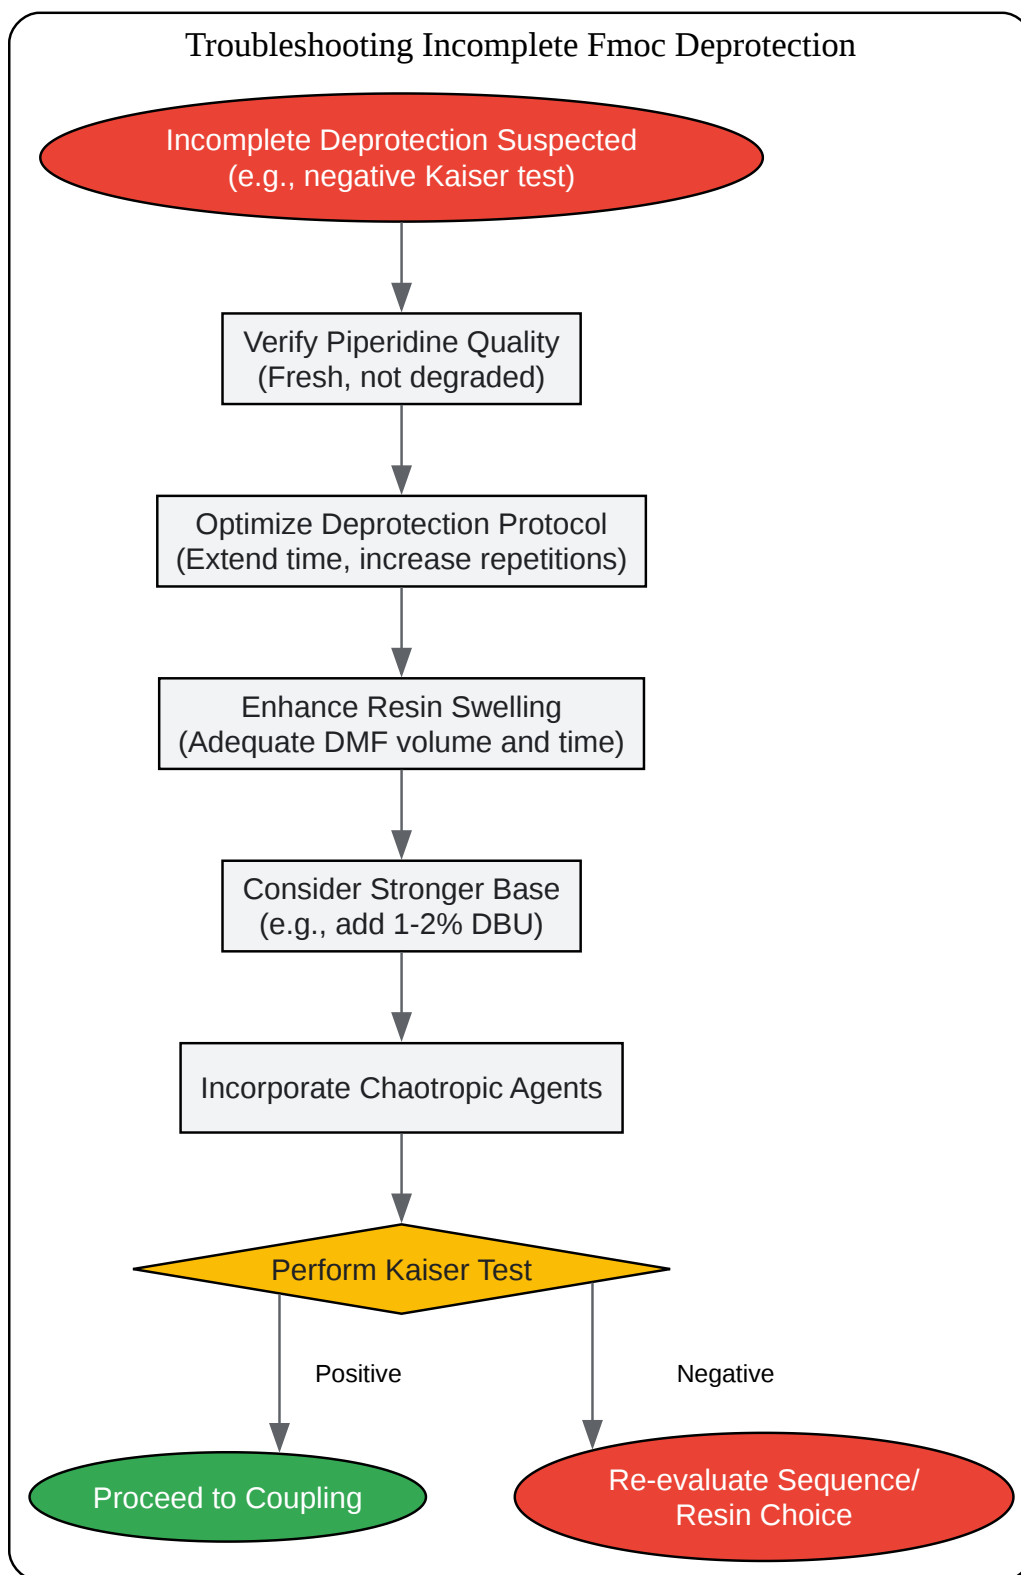 Troubleshooting Incomplete Fmoc Deprotection
Incomplete Deprotection Suspected
(e.g., negative Kaiser test)
Verify Piperidine Quality
(Fresh, not degraded)
Optimize Deprotection Protocol
(Extend time, increase repetitions)
Enhance Resin Swelling
(Adequate DMF volume and time)
Consider Stronger Base
(e.g., add 1-2% DBU)
Incorporate Chaotropic Agents
Perform Kaiser Test
Positive
Negative
Proceed to Coupling
Re-evaluate Sequence/
Resin Choice